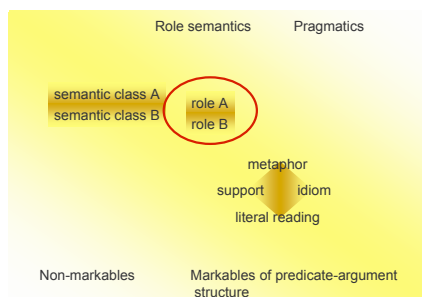 Role semantics Pragmatics
semantic class A
semantic class B
role A
role B
metaphor
support idiom
literal reading
Non-markables Markables of predicate-argument
structure